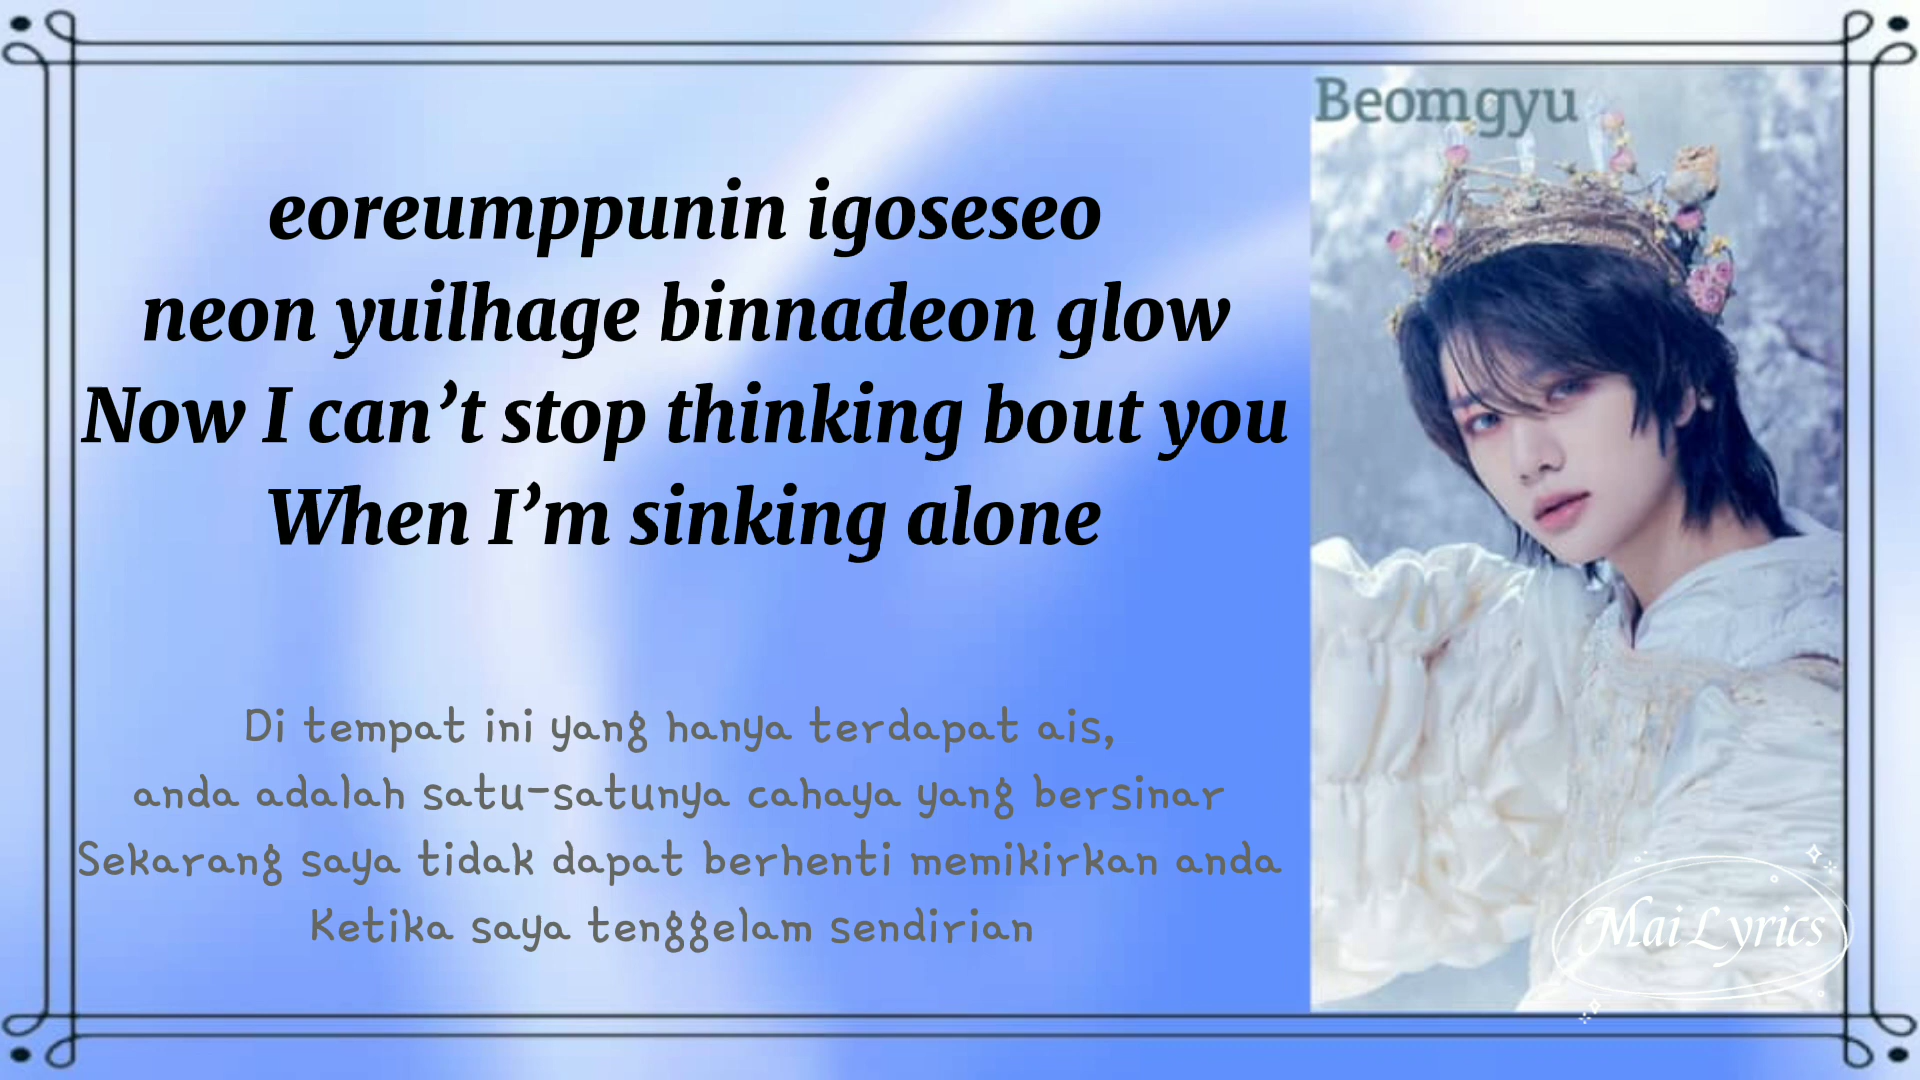 Beomgyu
eoreumppunin igoseseo
neon yuilhage binnadeon glow
Now I can’t stop thinking bout you
When I’m sinking alone
Di tempat ini yang hanya terdapat ais,
anda adalah satu-satunya cahaya yang bersinar
Sekarang saya tidak dapat berhenti memikirkan anda
Ketika saya tenggelam sendirian
Mai Lyrics